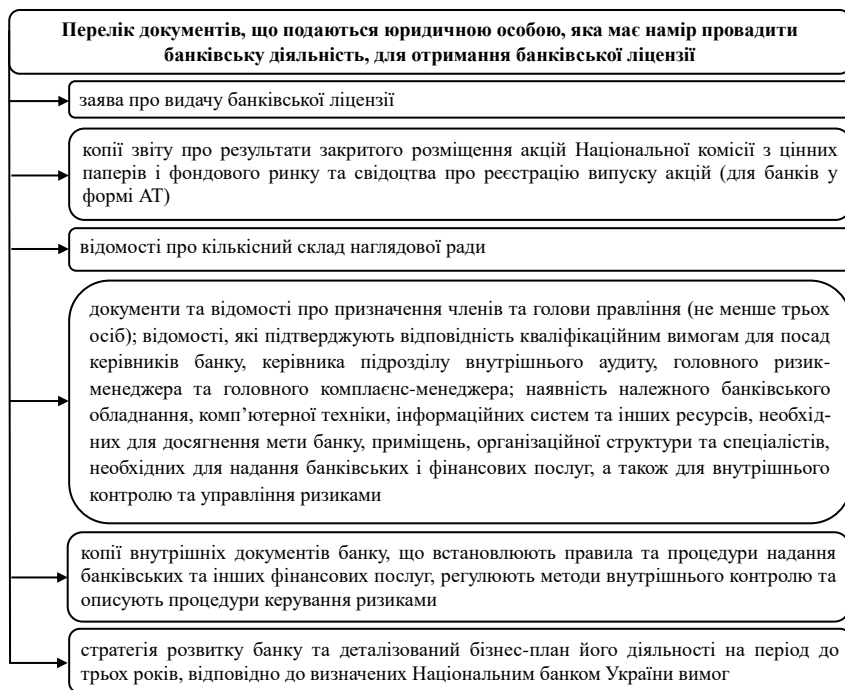 Перелік документів, що подаються юридичною особою, яка має намір провадити
банківську діяльність, для отримання банківської ліцензії
заява про видачу банківської ліцензії
копії звіту про результати закритого розміщення акцій Національної комісії з цінних
паперів і фондового ринку та свідоцтва про реєстрацію випуску акцій (для банків у
формі АТ)
відомості про кількісний склад наглядової ради
документи та відомості про призначення членів та голови правління (не менше трьох
осіб); відомості, які підтверджують відповідність кваліфікаційним вимогам для посад
керівників банку, керівника підрозділу внутрішнього аудиту, головного ризик-
менеджера та головного комплаєнс-менеджера; наявність належного банківського
обладнання, комп’ютерної техніки, інформаційних систем та інших ресурсів, необхід-
них для досягнення мети банку, приміщень, організаційної структури та спеціалістів,
необхідних для надання банківських і фінансових послуг, а також для внутрішнього
контролю та управління ризиками
копії внутрішніх документів банку, що встановлюють правила та процедури надання
банківських та інших фінансових послуг, регулюють методи внутрішнього контролю та
описують процедури керування ризиками
стратегія розвитку банку та деталізований бізнес-план його діяльності на період до
трьох років, відповідно до визначених Національним банком України вимог